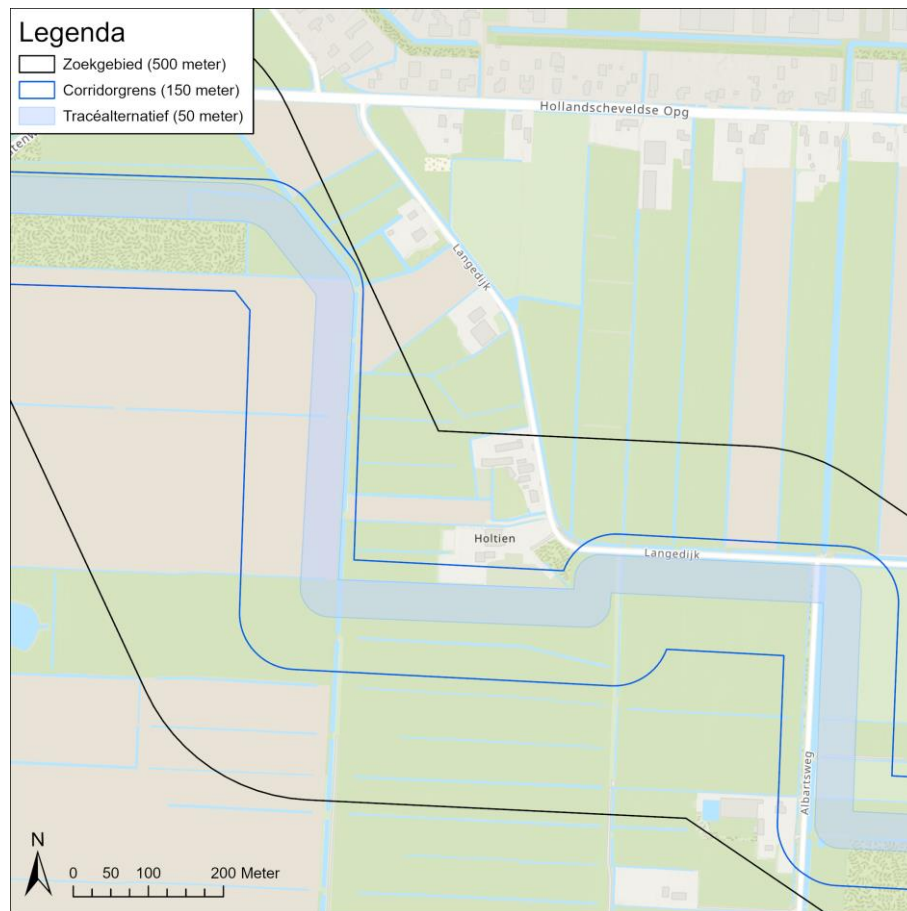 Legenda
Zoekgebied (500 meter)
Corridorgrens (150 meter)
Tracéalternatief (50 meter)
Hollandscheveldse Opg
Langedijk
Holtien
Langedijk
Albartsweg
N
0 50 100 200 Meter